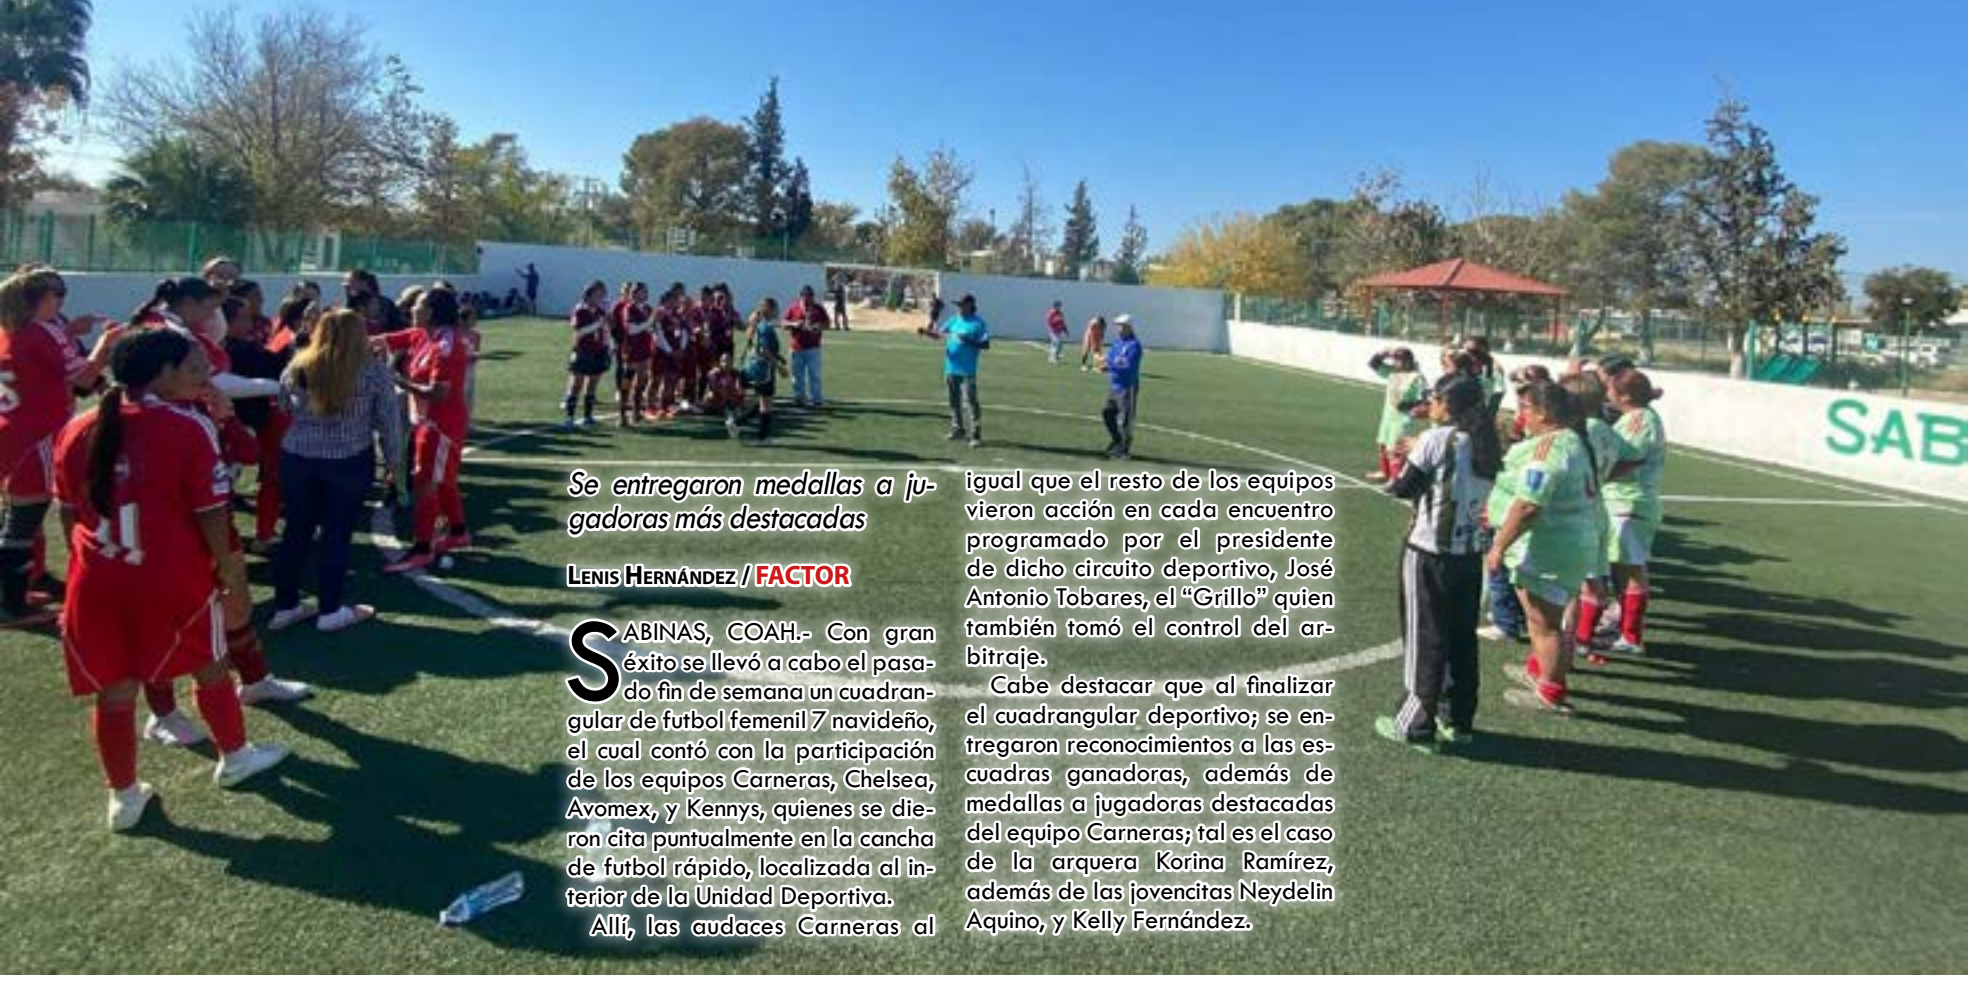 Se entregaron medallas a ju-
gadoras más destacadas
LENIS HERNÁNDEZ / FACTOR
SABINAS, COAH.- Con gran
éxito se llevó a cabo el pasa-
do fin de semana un cuadran-
gular de futbol femenil 7 navideño,
el cual contó con la participación
de los equipos Carneras, Chelsea,
Avomex, y Kennys, quienes se die-
ron cita puntualmente en la cancha
de futbol rápido, localizada al in-
terior de la Unidad Deportiva.
Allí, las audaces Carneras al
igual que el resto de los equipos
vieron acción en cada encuentro
programado por el presidente
de dicho circuito deportivo, José
Antonio Tobares, el “Grillo” quien
también tomó el control del ar-
bitraje.
Cabe destacar que al finalizar
el cuadrangular deportivo; se en-
tregaron reconocimientos a las es-
cuadras ganadoras, además de
medallas a jugadoras destacadas
del equipo Carneras; tal es el caso
de la arquera Korina Ramírez,
además de las jovencitas Neydelin
Aquino, y Kelly Fernández.
SAB
11